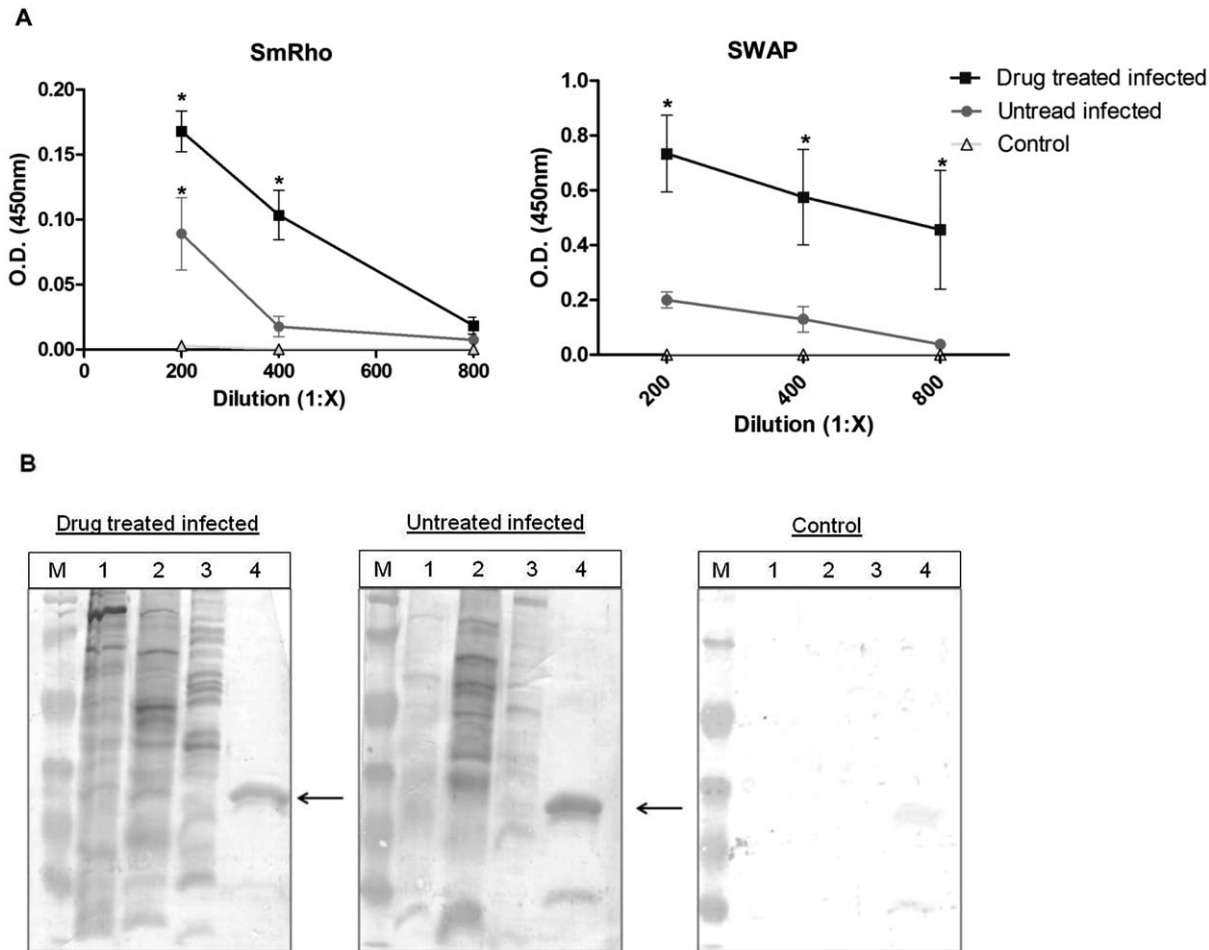 A
SmRho
O.D. (450nm)
0.20
0.15
0.10
0.05
0.00
*
*
*
0
200
400
600
800
Dilution (1:X)
SWAP
O.D. (450nm)
1.0
0.8
0.6
0.4
0.2
0.0
*
*
*
200
400
800
Dilution (1:X)
Drug treated infected
Untread infected
Control
B
Drug treated infected
M 1 2 3 4
Untreated infected
M 1 2 3 4
Control
M 1 2 3 4